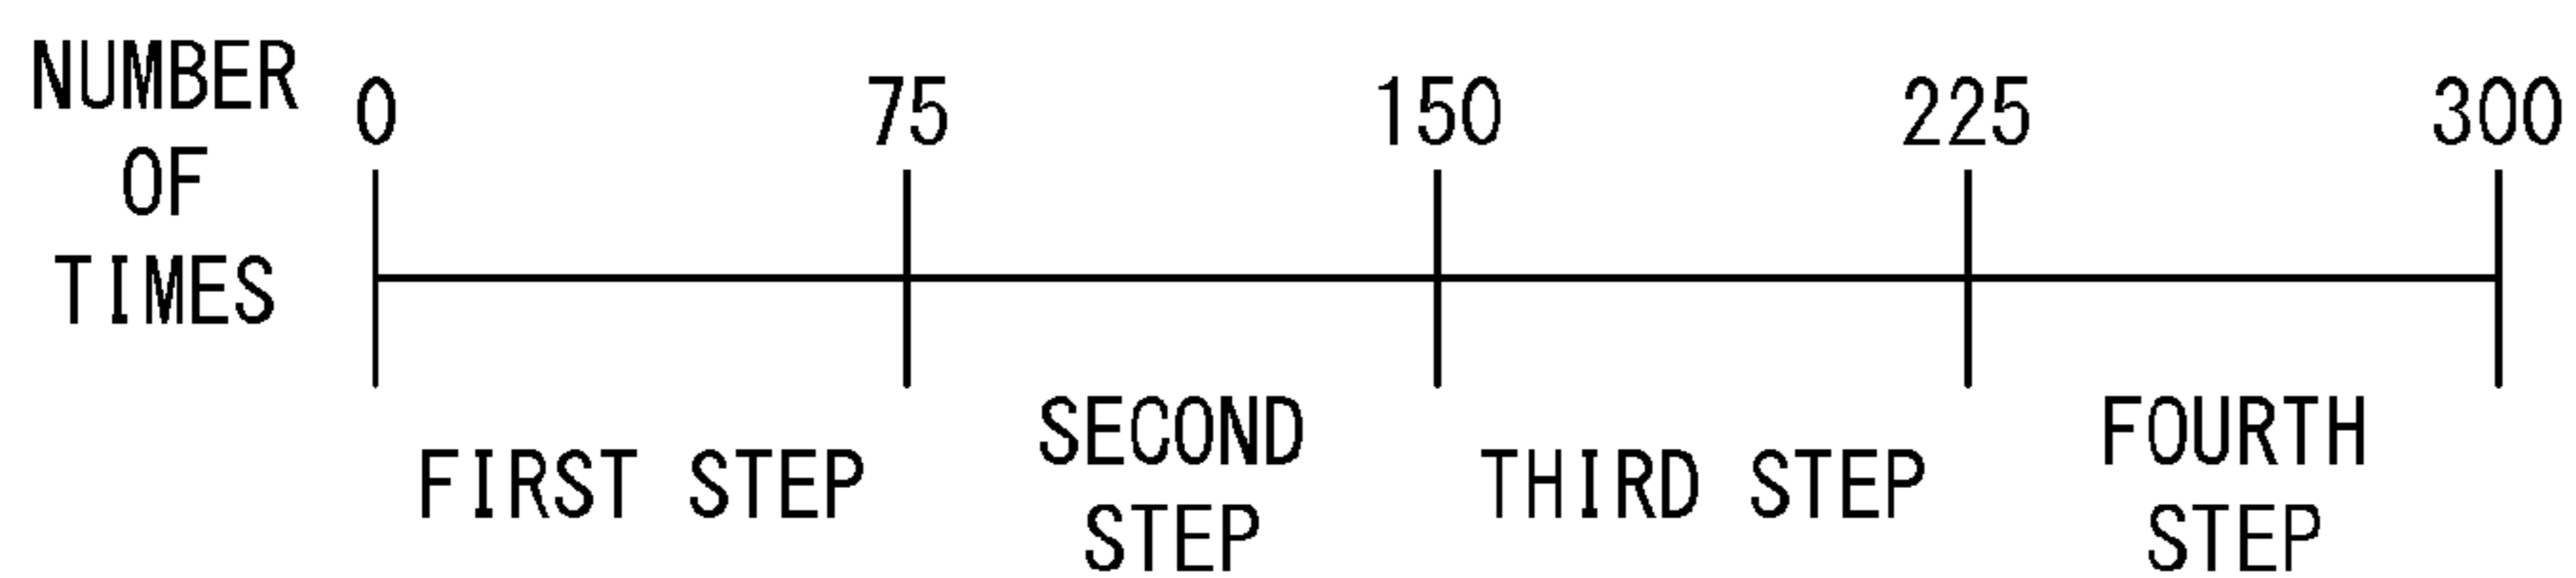 NUMBER
OF
TIMES
0 75 150 225 300
FIRST STEP
SECOND
STEP
THIRD STEP
FOURTH
STEP